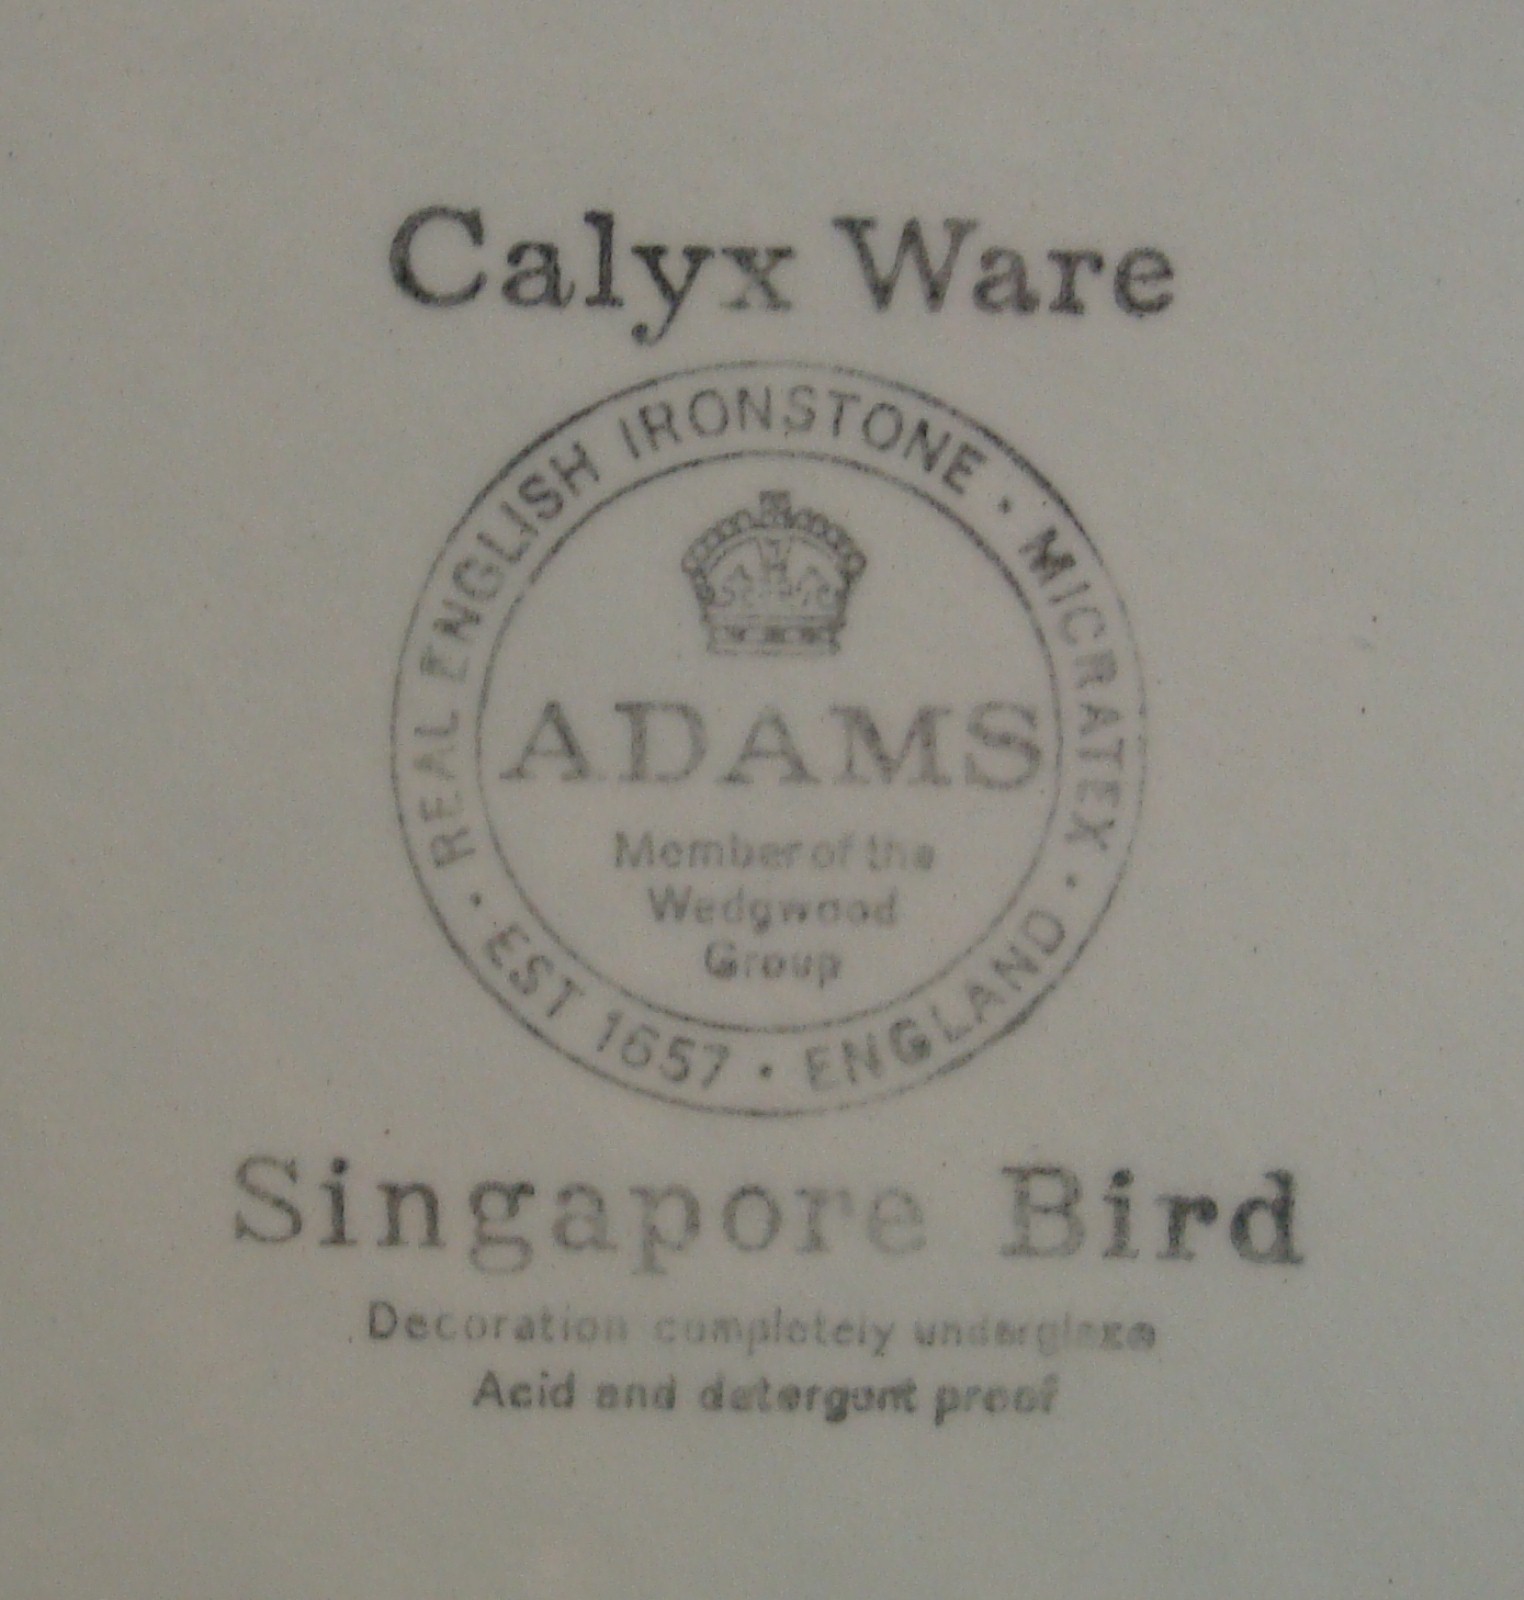 Calyx Ware
REAL ENGLISH IRONSTONE · MICRATEX · ENGLAND · EST 1657 ·
ADAMS
Member of the
Wedgwood
Group
Singapore Bird
Decoration completely underglaze
Acid and detergent proof